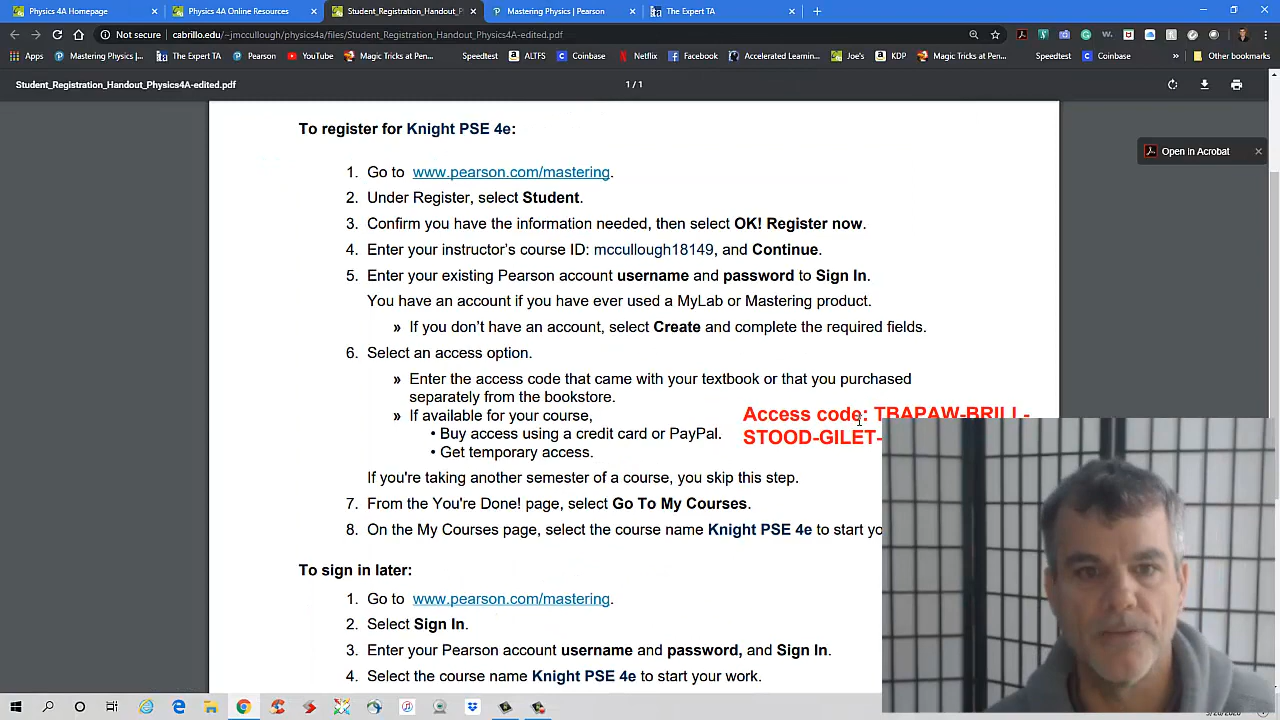 Physics 4A Homepage
Physics 4A Online Resources
Student_Registration_Handout_P
Mastering Physics | Pearson
The Expert TA
Not secure | cabrillo.edu/~jmccullough/physics4a/files/Student_Registration_Handout_Physics4A-edited.pdf
Apps
Mastering Physics |...
The Expert TA
Pearson
YouTube
Magic Tricks at Pen...
Speedtest
ALTFS
Coinbase
Netflix
Facebook
Accelerated Learnin...
Joe's
KDP
Magic Tricks at Pen...
Speedtest
Coinbase
Other bookmarks
Student_Registration_Handout_Physics4A-edited.pdf
1 / 1
Open in Acrobat
To register for Knight PSE 4e:
1. Go to www.pearson.com/mastering.
2. Under Register, select Student.
3. Confirm you have the information needed, then select OK! Register now.
4. Enter your instructor's course ID: mccullough18149, and Continue.
5. Enter your existing Pearson account username and password to Sign In.
You have an account if you have ever used a MyLab or Mastering product.
» If you don't have an account, select Create and complete the required fields.
6. Select an access option.
» Enter the access code that came with your textbook or that you purchased
separately from the bookstore.
» If available for your course,
• Buy access using a credit card or PayPal.
• Get temporary access.
Access code: TBAPAW-BRILL-
STOOD-GILET-
If you're taking another semester of a course, you skip this step.
7. From the You're Done! page, select Go To My Courses.
8. On the My Courses page, select the course name Knight PSE 4e to start yo
To sign in later:
1. Go to www.pearson.com/mastering.
2. Select Sign In.
3. Enter your Pearson account username and password, and Sign In.
4. Select the course name Knight PSE 4e to start your work.